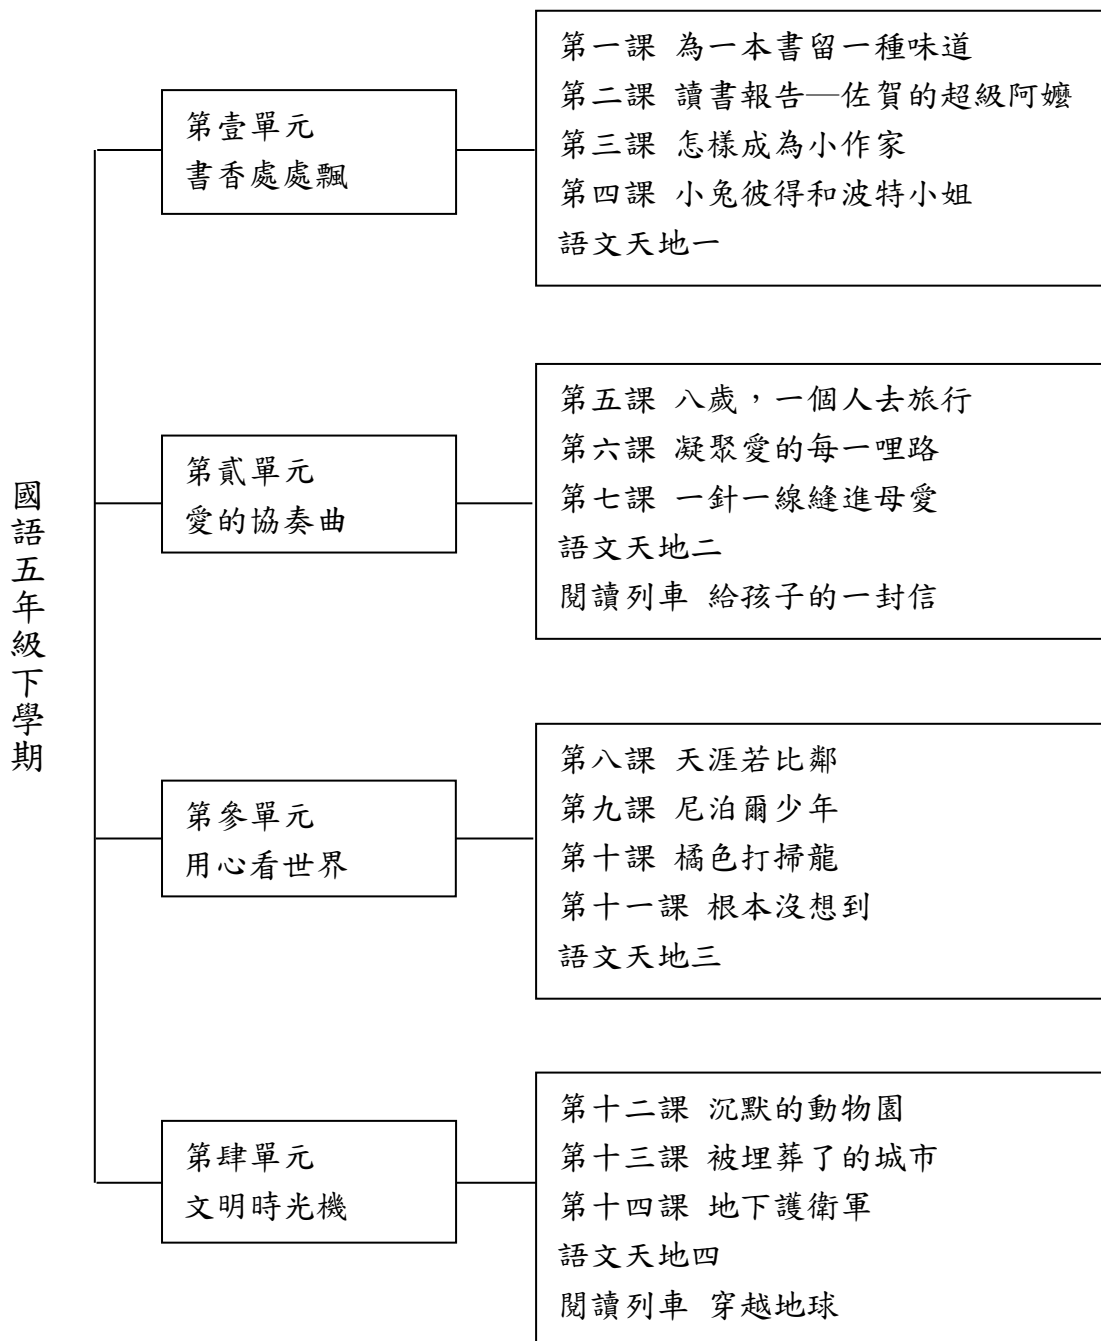 國語五年級下學期
第壹單元
書香處處飄
第一課 為一本書留一種味道
第二課 讀書報告─佐賀的超級阿嬤
第三課 怎樣成為小作家
第四課 小兔彼得和波特小姐
語文天地一
第貳單元
愛的協奏曲
第五課 八歲，一個人去旅行
第六課 凝聚愛的每一哩路
第七課 一針一線縫進母愛
語文天地二
閱讀列車 給孩子的一封信
第參單元
用心看世界
第八課 天涯若比鄰
第九課 尼泊爾少年
第十課 橘色打掃龍
第十一課 根本沒想到
語文天地三
第肆單元
文明時光機
第十二課 沉默的動物園
第十三課 被埋葬了的城市
第十四課 地下護衛軍
語文天地四
閱讀列車 穿越地球